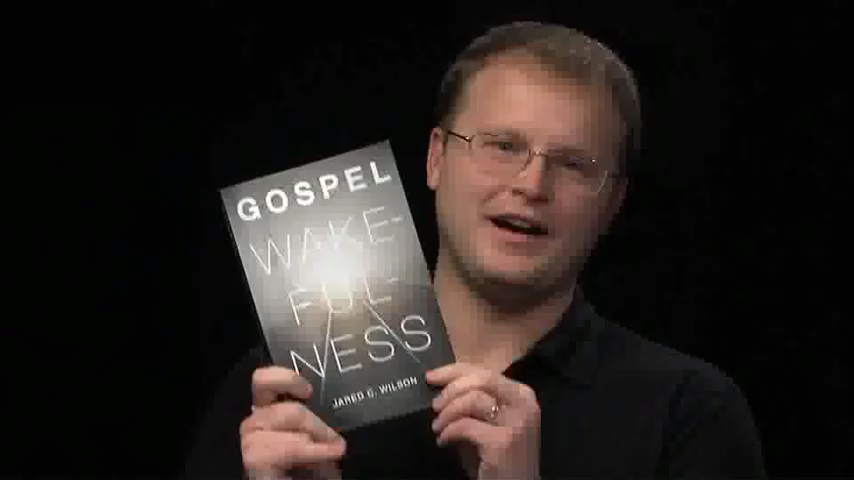 GOSPEL
WAKE-
FUL-
NESS
JARED C. WILSON